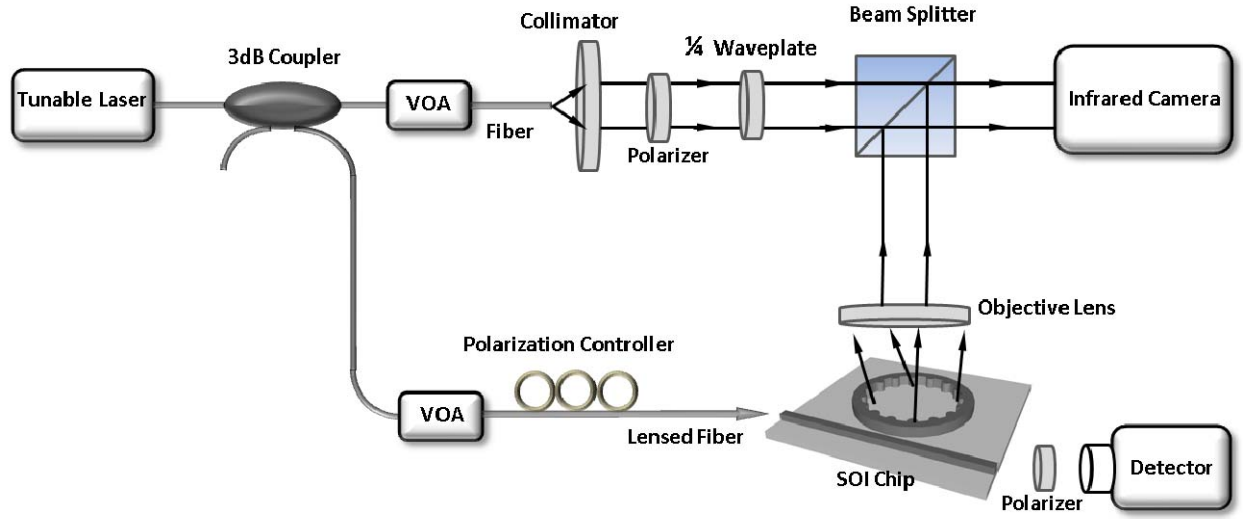 Collimator
Beam Splitter
3dB Coupler
¼ Waveplate
Tunable Laser
VOA
Infrared Camera
Fiber
Polarizer
Objective Lens
Polarization Controller
VOA
Lensed Fiber
SOI Chip
Detector
Polarizer